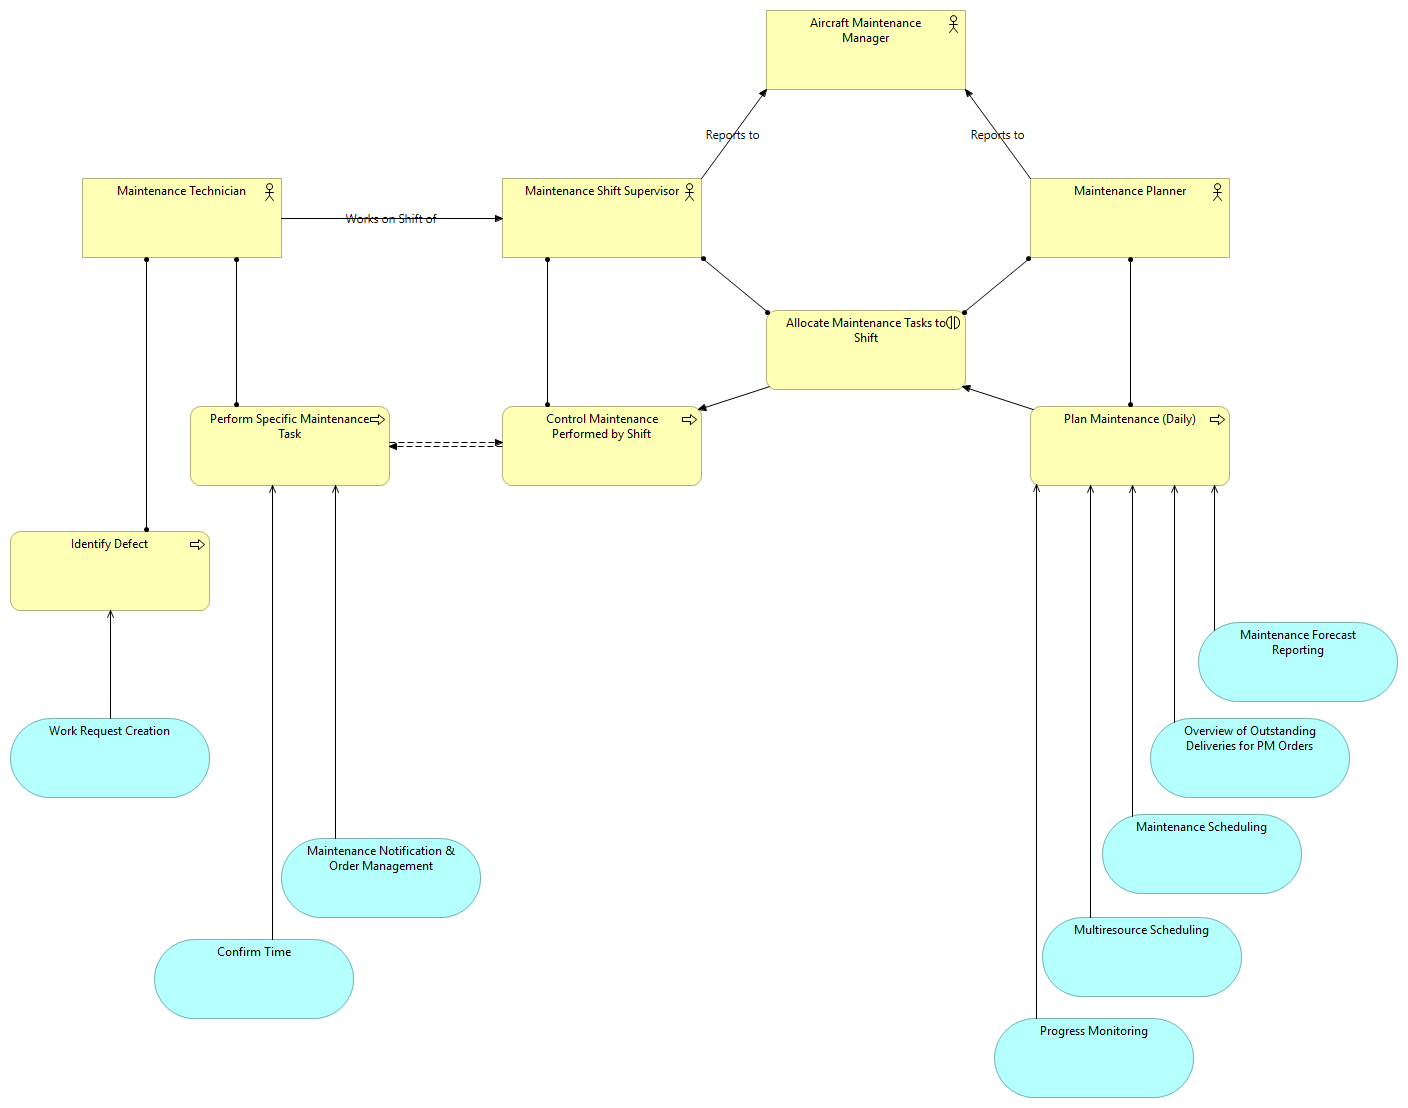 Aircraft Maintenance
Manager
Reports to
Reports to
Maintenance Technician
Maintenance Shift Supervisor
Maintenance Planner
Works on Shift of
Allocate Maintenance Tasks to
Shift
Perform Specific Maintenance
Task
Control Maintenance
Performed by Shift
Plan Maintenance (Daily)
Identify Defect
Maintenance Forecast
Reporting
Work Request Creation
Overview of Outstanding
Deliveries for PM Orders
Maintenance Scheduling
Maintenance Notification &
Order Management
Multiresource Scheduling
Confirm Time
Progress Monitoring